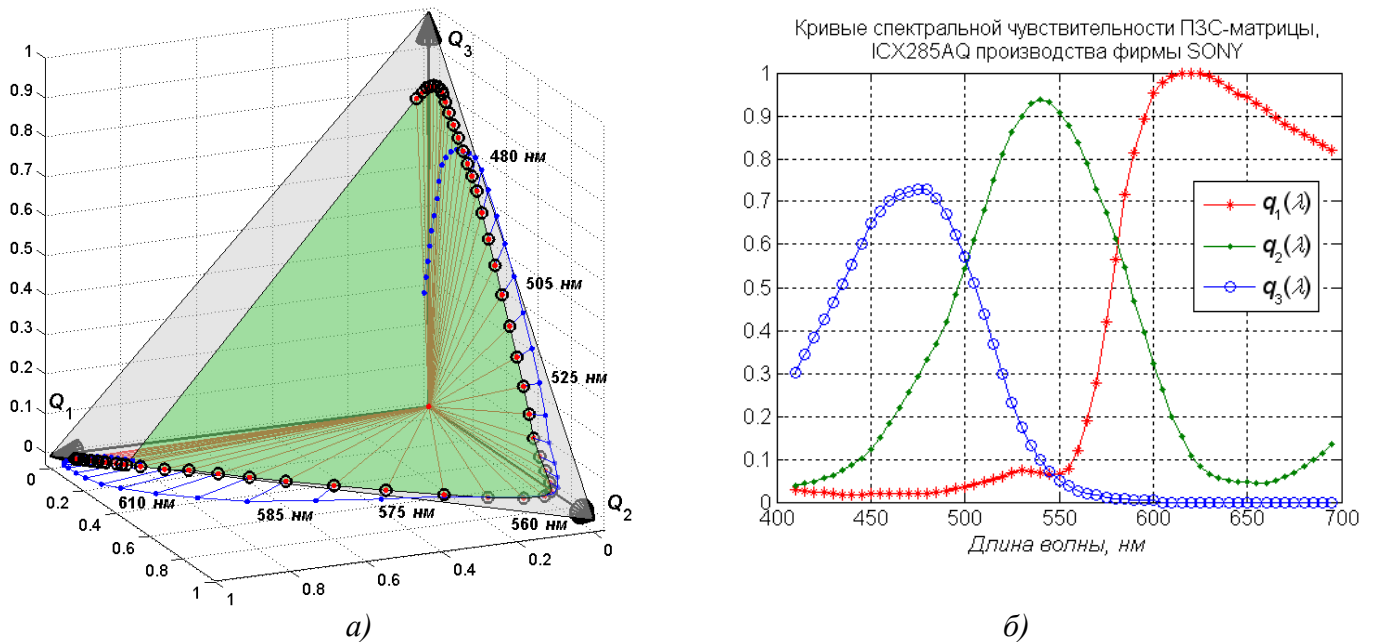 Кривые спектральной чувствительности ПЗС-матрицы,
ICX285AQ производства фирмы SONY
1
0.9
0.8
0.7
0.6
0.5
0.4
0.3
0.2
0.1
0
Q3
480 нм
505 нм
525 нм
Q1
Q2
610 нм
585 нм
575 нм
560 нм
0
0.2
0.4
0.6
0.8
1
1
0.8
0.6
0.4
0.2
0
а)
1
0.9
0.8
0.7
0.6
0.5
0.4
0.3
0.2
0.1
0
q1(λ)
q2(λ)
q3(λ)
400 450 500 550 600 650 700
Длина волны, нм
б)